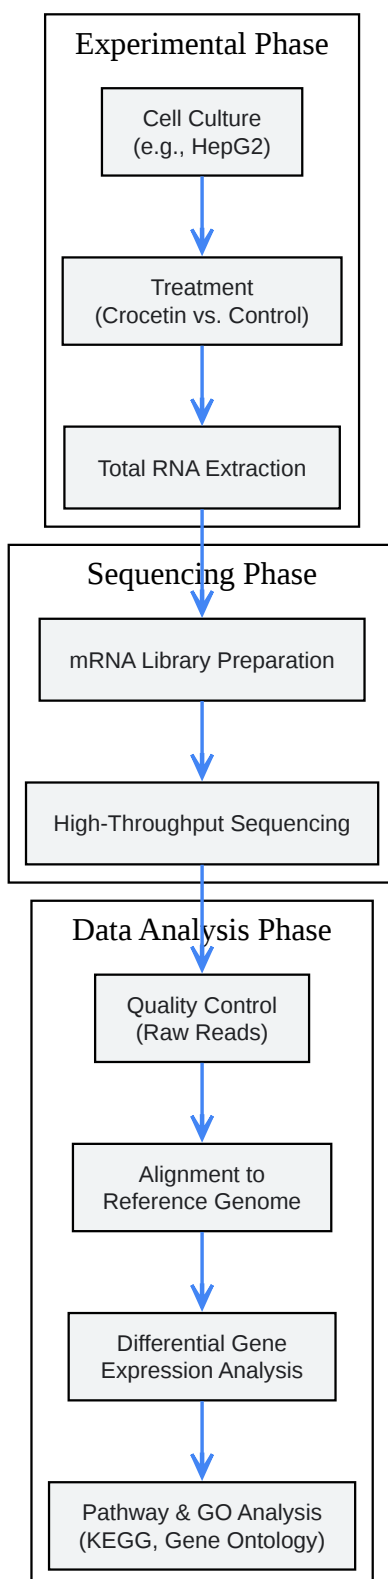 Experimental Phase
Cell Culture
(e.g., HepG2)
Treatment
(Crocetin vs. Control)
Total RNA Extraction
Sequencing Phase
mRNA Library Preparation
High-Throughput Sequencing
Data Analysis Phase
Quality Control
(Raw Reads)
Alignment to
Reference Genome
Differential Gene
Expression Analysis
Pathway & GO Analysis
(KEGG, Gene Ontology)